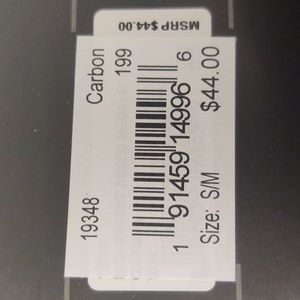 MSRP $44.00
19348 Carbon
199
1 91459 14996 6
Size: S/M $44.00